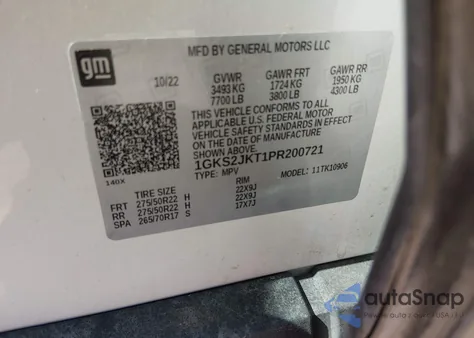 gm
MFD BY GENERAL MOTORS LLC
10/22 GVWR GAWR FRT GAWR RR
3493 KG 1724 KG 1950 KG
7700 LB 3800 LB 4300 LB
THIS VEHICLE CONFORMS TO ALL
APPLICABLE U.S. FEDERAL MOTOR
VEHICLE SAFETY STANDARDS IN
EFFECT ON THE DATE OF
MANUFACTURE SHOWN ABOVE.
1GKS2JKT1PR200721
140X TYPE: MPV MODEL: 11TK10906
TIRE SIZE RIM
FRT 275/50R22 H 22X9J
RR 275/50R22 H 22X9J
SPA 265/70R17 S 17X7J
autoSnap